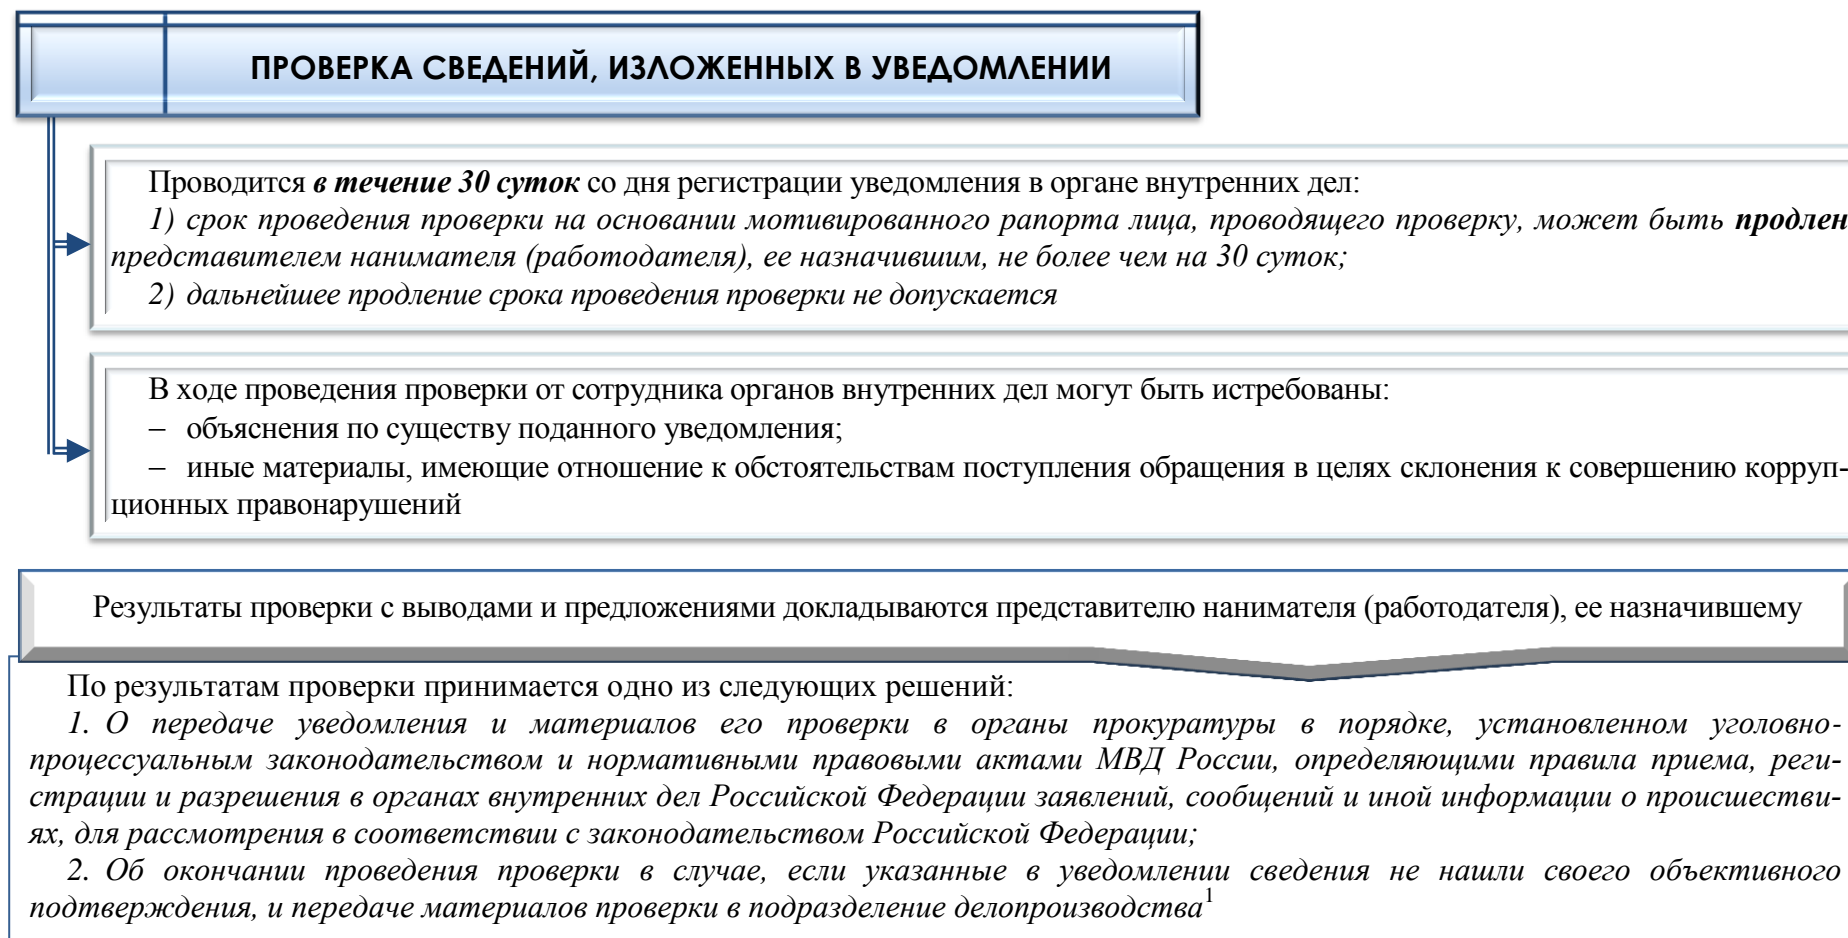 ПРОВЕРКА СВЕДЕНИЙ, ИЗЛОЖЕННЫХ В УВЕДОМЛЕНИИ
Проводится в течение 30 суток со дня регистрации уведомления в органе внутренних дел:
1) срок проведения проверки на основании мотивированного рапорта лица, проводящего проверку, может быть продлен
представителем нанимателя (работодателя), ее назначившим, не более чем на 30 суток;
2) дальнейшее продление срока проведения проверки не допускается
В ходе проведения проверки от сотрудника органов внутренних дел могут быть истребованы:
– объяснения по существу поданного уведомления;
– иные материалы, имеющие отношение к обстоятельствам поступления обращения в целях склонения к совершению корруп-
ционных правонарушений
Результаты проверки с выводами и предложениями докладываются представителю нанимателя (работодателя), ее назначившему
По результатам проверки принимается одно из следующих решений:
1. О передаче уведомления и материалов его проверки в органы прокуратуры в порядке, установленном уголовно-
процессуальным законодательством и нормативными правовыми актами МВД России, определяющими правила приема, реги-
страции и разрешения в органах внутренних дел Российской Федерации заявлений, сообщений и иной информации о происшестви-
ях, для рассмотрения в соответствии с законодательством Российской Федерации;
2. Об окончании проведения проверки в случае, если указанные в уведомлении сведения не нашли своего объективного
подтверждения, и передаче материалов проверки в подразделение делопроизводства¹